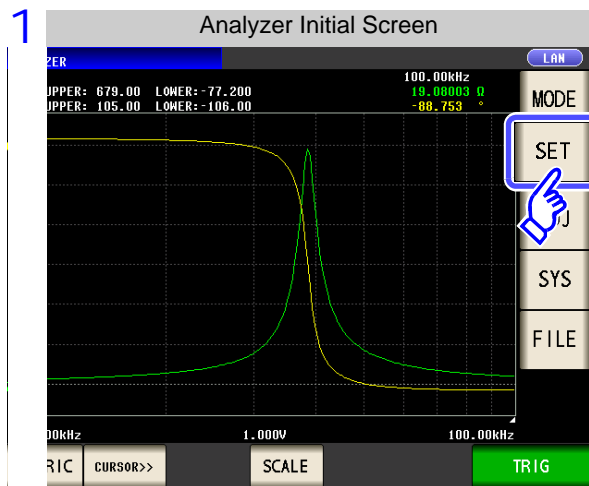 1
Analyzer Initial Screen
ZER
LAN
UPPER: 679.00 LOWER:-77.200
UPPER: 105.00 LOWER:-106.00
100.00kHz
19.08003 Ω
-88.753 °
MODE
SET
SYS
FILE
00kHz
1.000V
100.00kHz
RIC
CURSOR>>
SCALE
TRIG